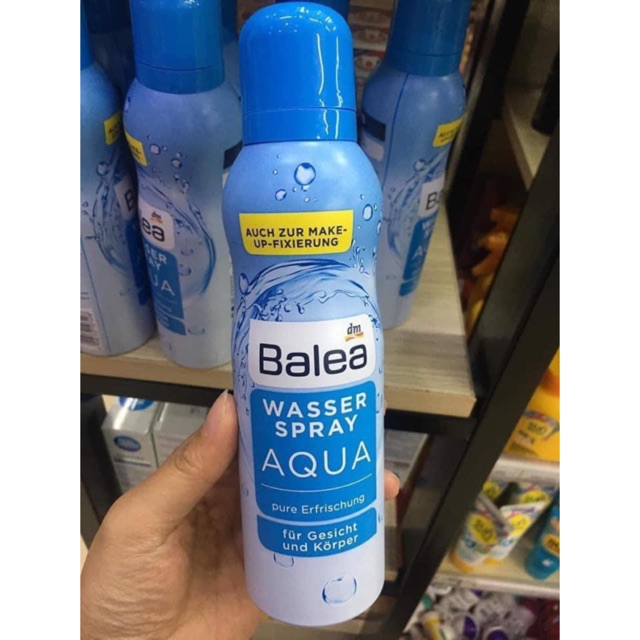 AUCH ZUR MAKE-
UP-FIXIERUNG
dm
Balea
WASSER
SPRAY
AQUA
pure Erfrischung
für Gesicht
und Körper